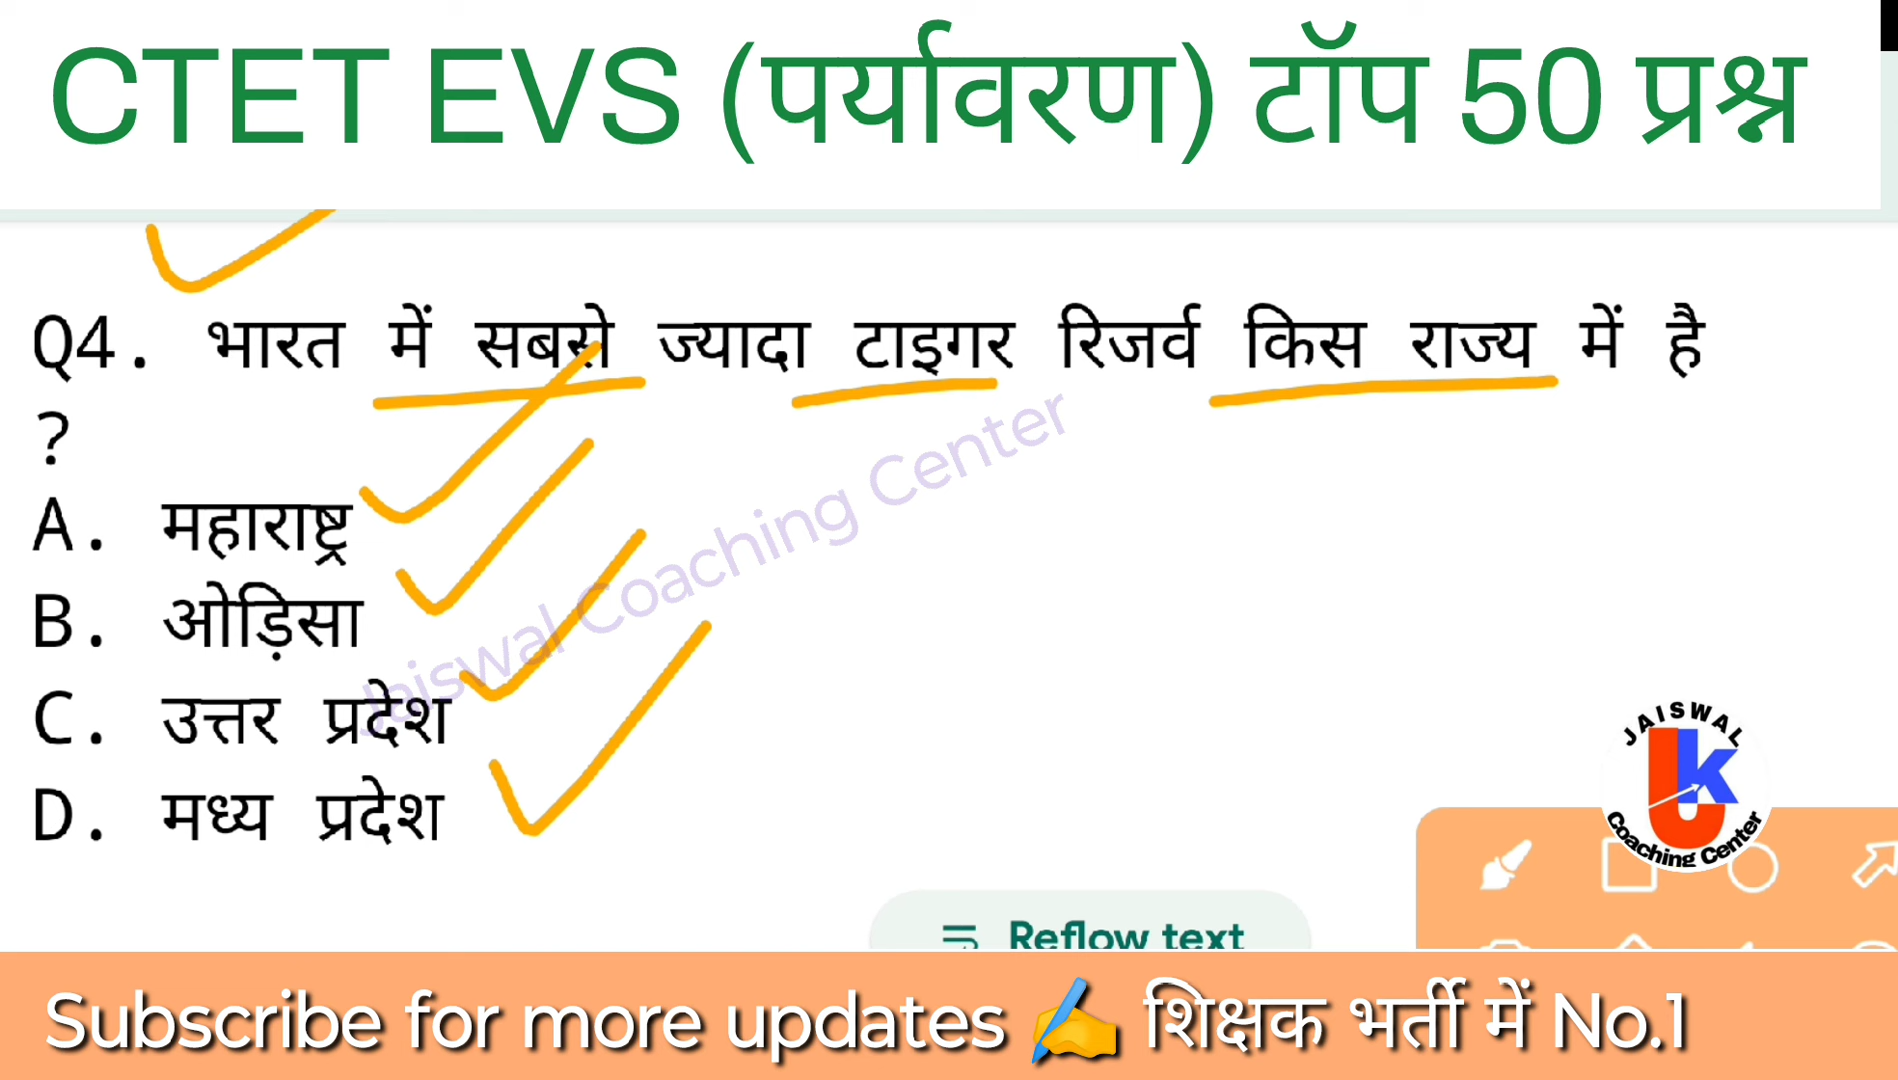 CTET EVS (पर्यावरण) टॉप 50 प्रश्न
Q4. भारत में सबसे ज्यादा टाइगर रिजर्व किस राज्य में है
?
A. महाराष्ट्र
B. ओड़िसा
C. उत्तर प्रदेश
D. मध्य प्रदेश
Jaiswal Coaching Center
JAISWAL
JK
Coaching Center
Reflow text
Subscribe for more updates ✍️ शिक्षक भर्ती में No.1